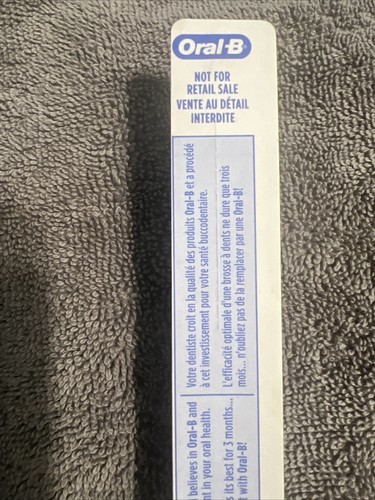 Oral-B
NOT FOR
RETAIL SALE
VENTE AU DÉTAIL
INTERDITE
Votre dentiste croit en la qualité des produits Oral-B et a procédé
à cet investissement pour votre santé buccodentaire.
L'efficacité optimale d'une brosse à dents ne dure que trois
mois... n'oubliez pas de la remplacer par une Oral-B!
believes in Oral-B and
in your oral health.
its best for 3 months...
with Oral-B!